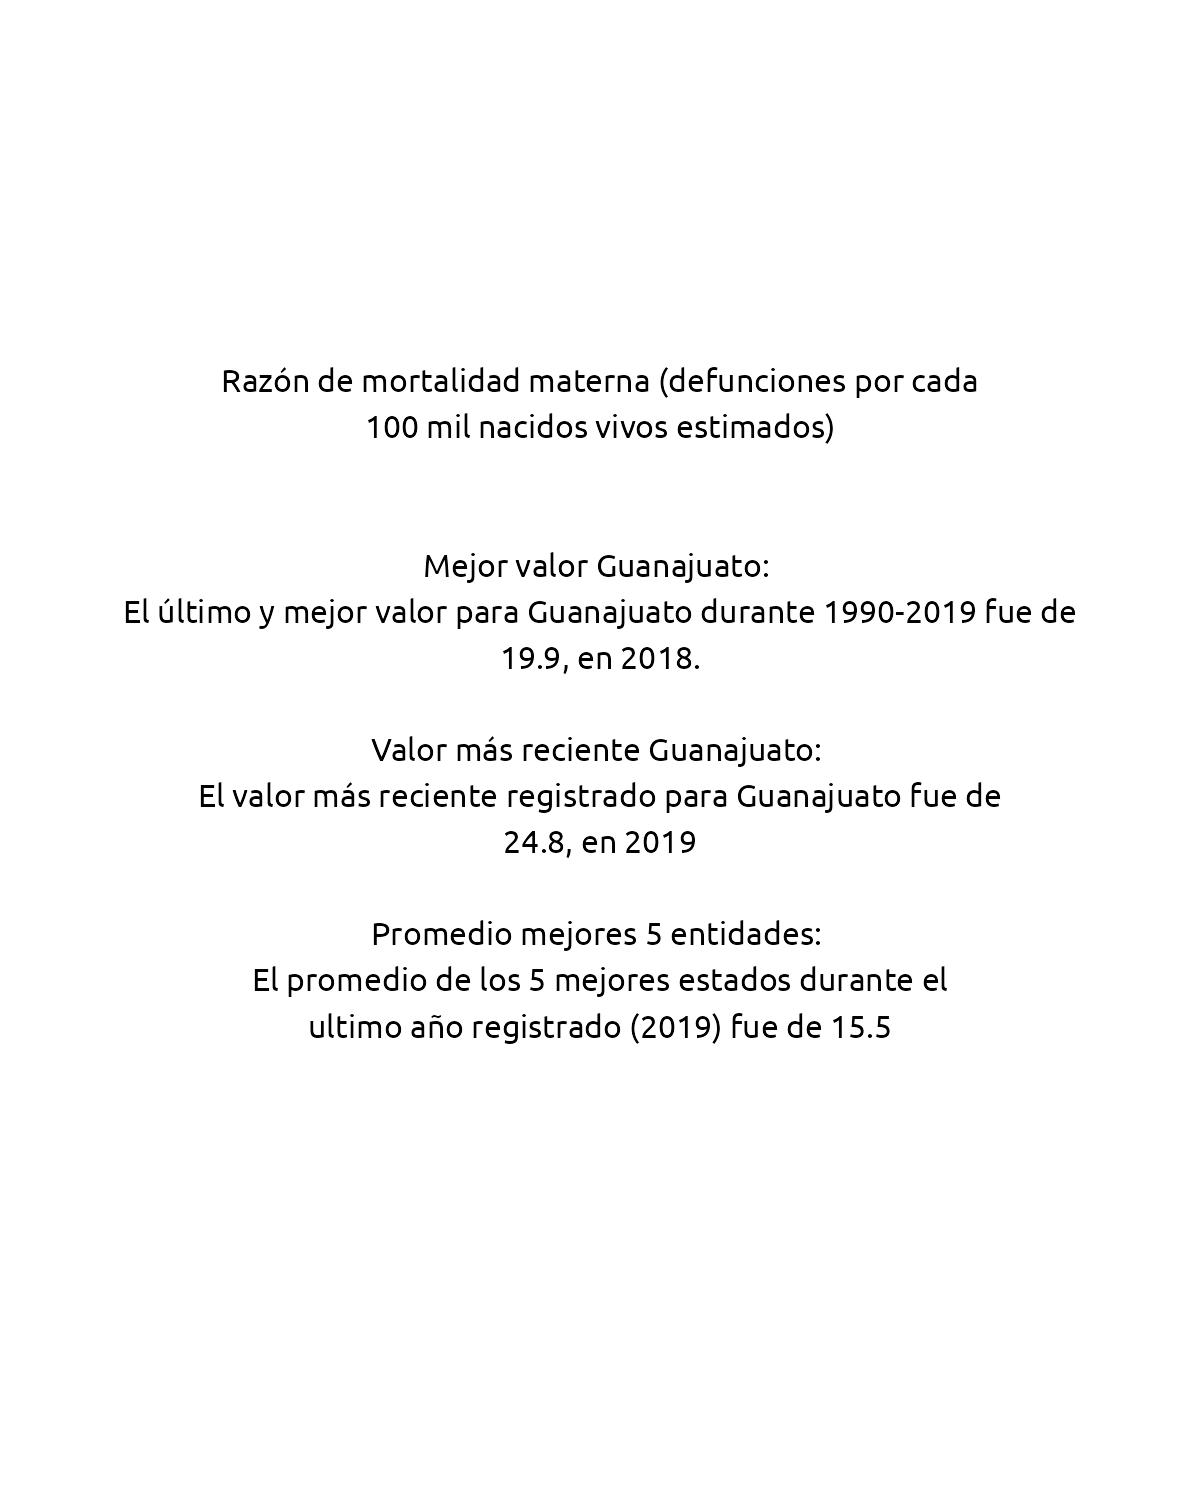 Razón de mortalidad materna (defunciones por cada
100 mil nacidos vivos estimados)
Mejor valor Guanajuato:
El último y mejor valor para Guanajuato durante 1990-2019 fue de
19.9, en 2018.
Valor más reciente Guanajuato:
El valor más reciente registrado para Guanajuato fue de
24.8, en 2019
Promedio mejores 5 entidades:
El promedio de los 5 mejores estados durante el
ultimo año registrado (2019) fue de 15.5